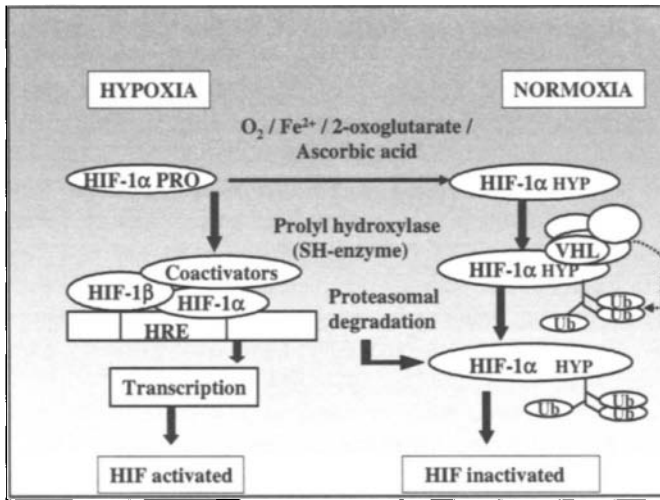 HYPOXIA
NORMOXIA
O2 / Fe2+ / 2-oxoglutarate /
Ascorbic acid
HIF-1α PRO
HIF-1α HYP
Prolyl hydroxylase
(SH-enzyme)
VHL
Coactivators
HIF-1α HYP
HIF-1β
HIF-1α
Ub
Ub
Ub
HRE
Proteasomal
degradation
HIF-1α HYP
Transcription
Ub
Ub
Ub
HIF activated
HIF inactivated